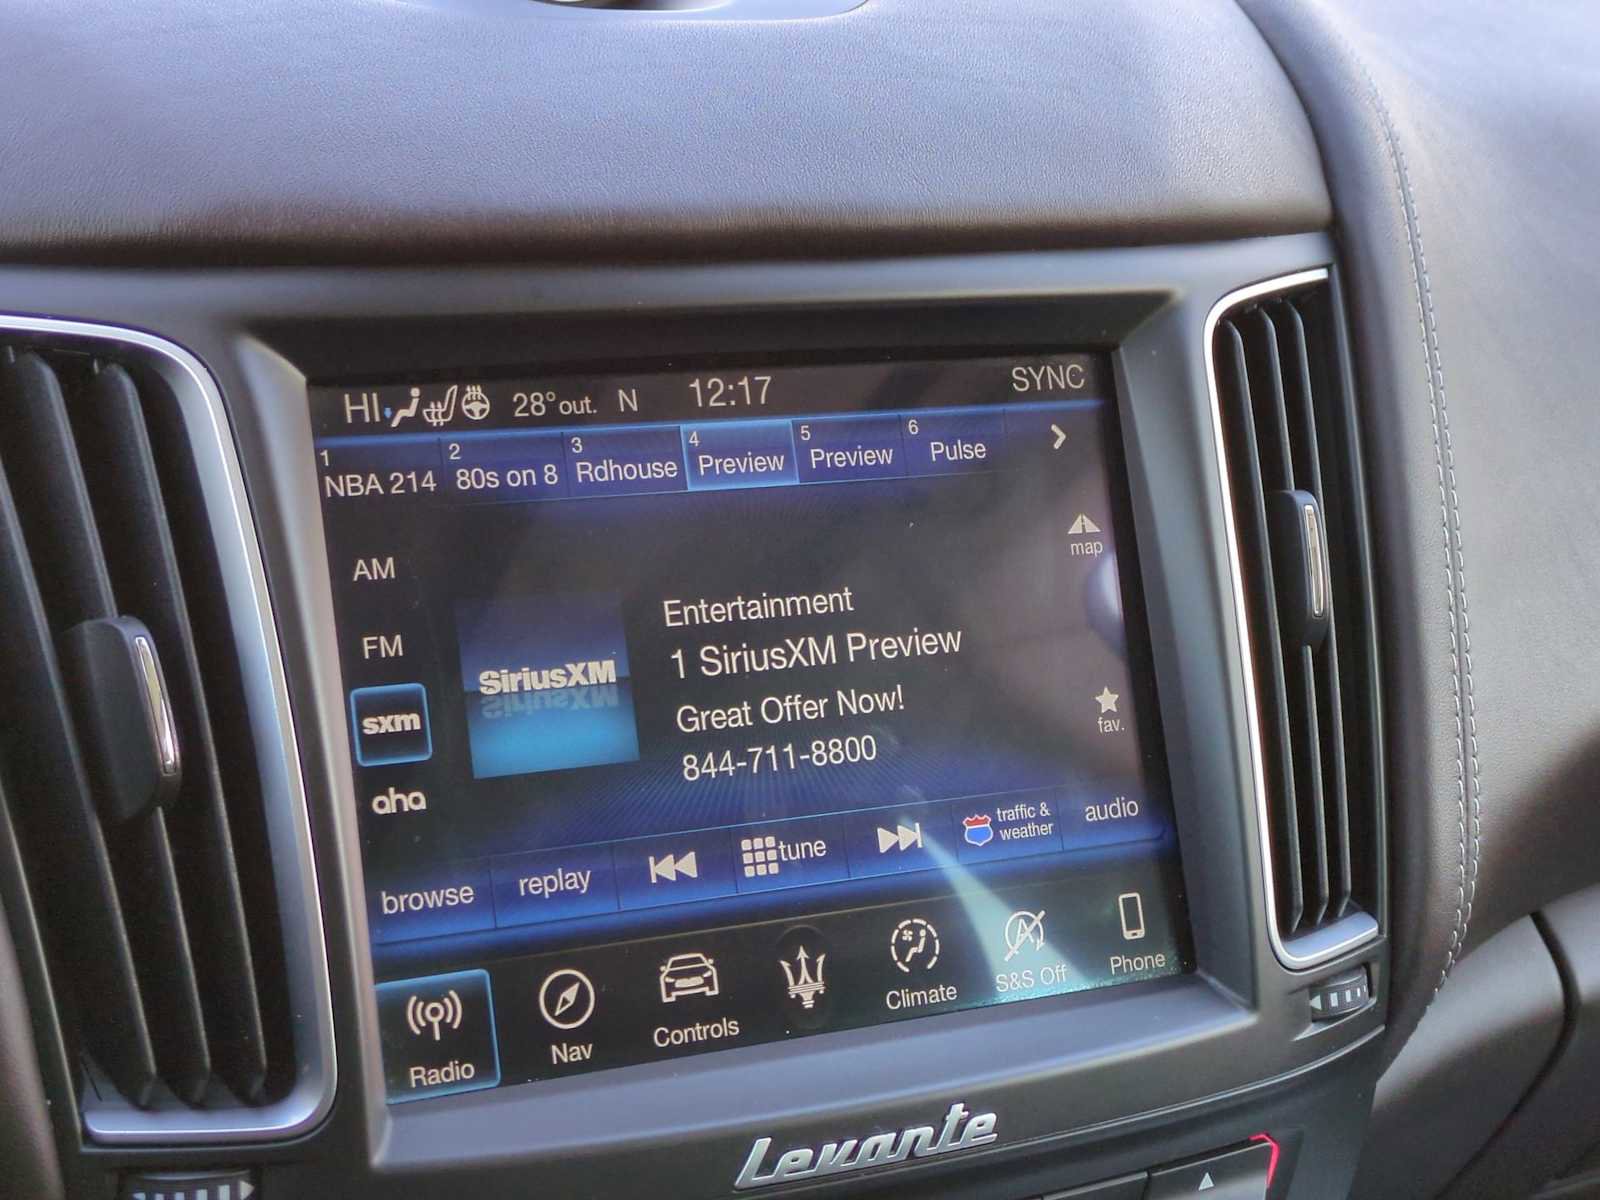 HI 28° out. N 12:17 SYNC
1 NBA 214
2 80s on 8
3 Rdhouse
4 Preview
5 Preview
6 Pulse
AM
FM
sxm
aha
SiriusXM
Entertainment
1 SiriusXM Preview
Great Offer Now!
844-711-8800
map
fav.
browse
replay
tune
traffic &
weather
audio
Radio
Nav
Controls
Climate
S&S Off
Phone
Levante